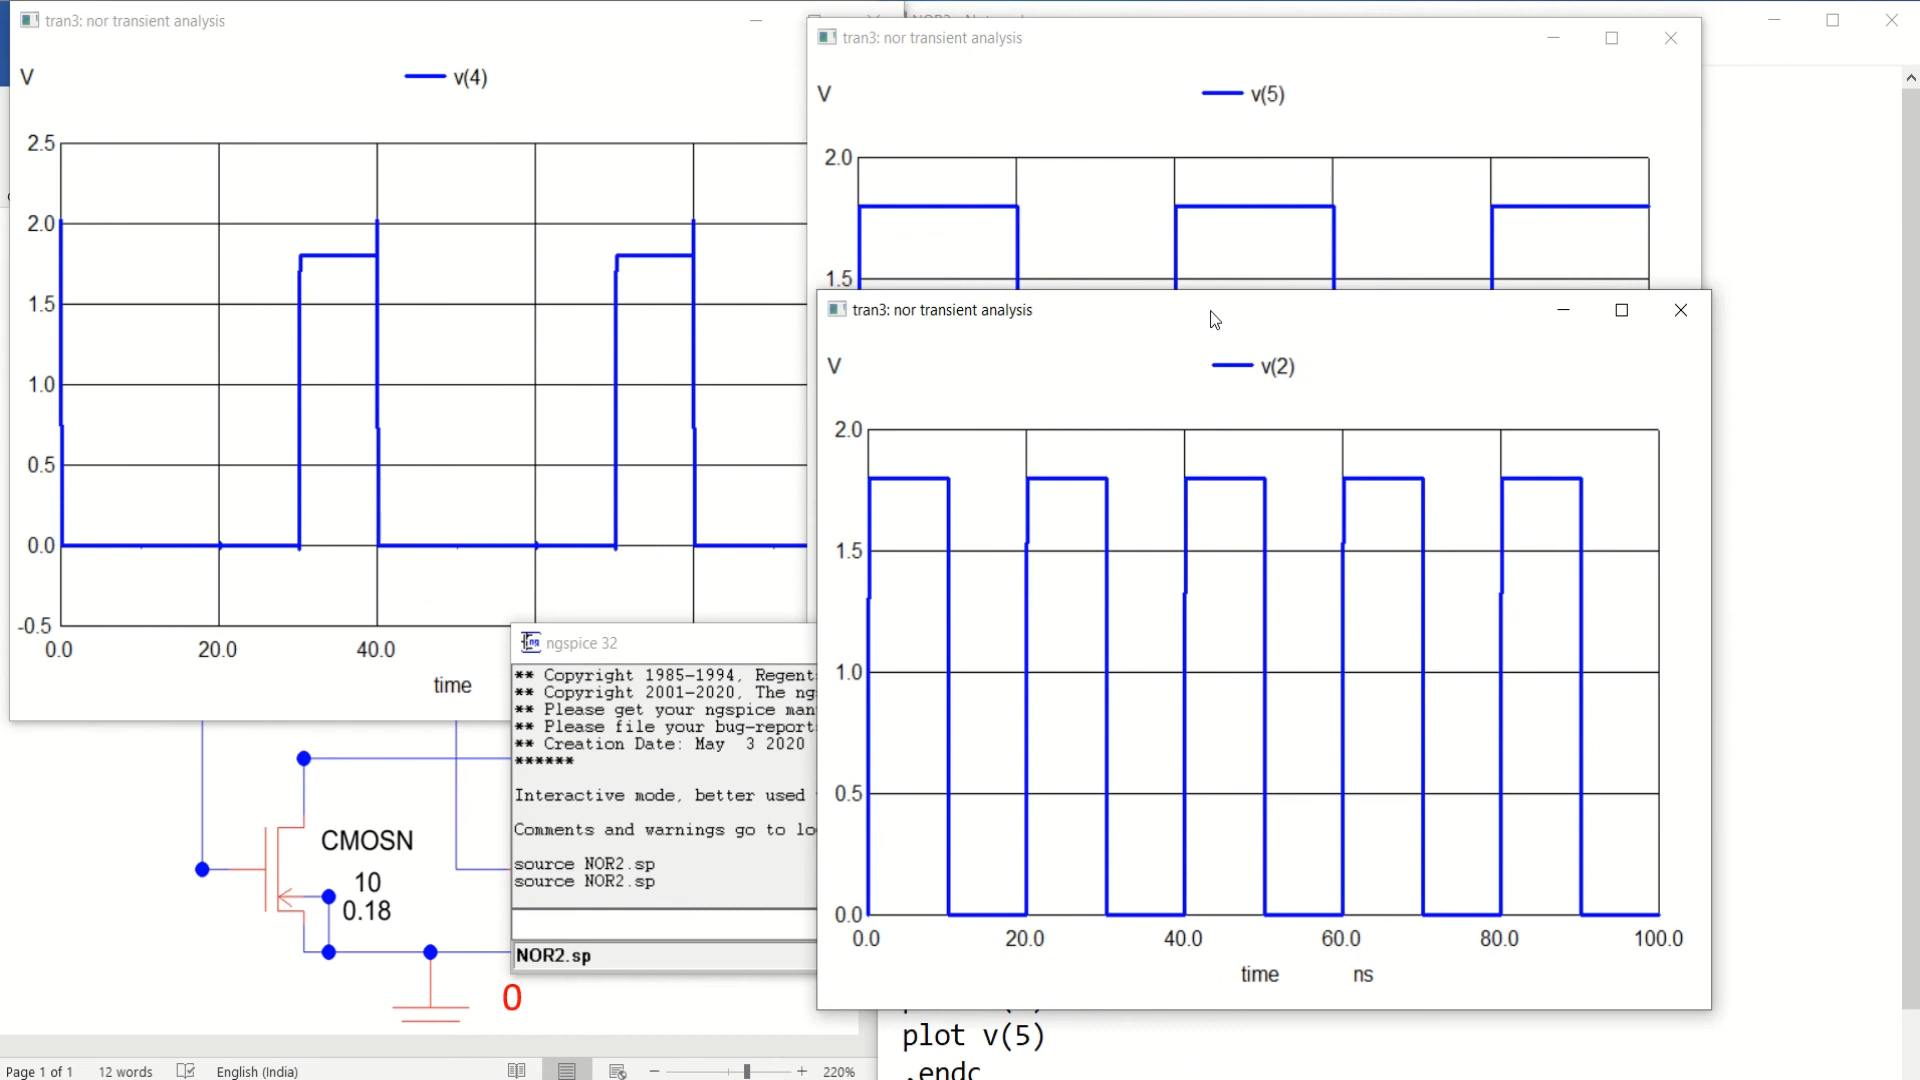 tran3: nor transient analysis
V
v(4)
2.5
2.0
1.5
1.0
0.5
0.0
-0.5
0.0
20.0
40.0
time
tran3: nor transient analysis
V
v(5)
2.0
1.5
tran3: nor transient analysis
V
v(2)
2.0
1.5
1.0
0.5
0.0
0.0
20.0
40.0
60.0
80.0
100.0
time
ns
ngspice 32
** Copyright 1985-1994, Regent
** Copyright 2001-2020, The ng
** Please get your ngspice man
** Please file your bug-report
** Creation Date: May 3 2020
******
Interactive mode, better used
Comments and warnings go to lo
source NOR2.sp
source NOR2.sp
NOR2.sp
CMOSN
10
0.18
0
plot v(5)
.endc
Page 1 of 1
12 words
English (India)
220%